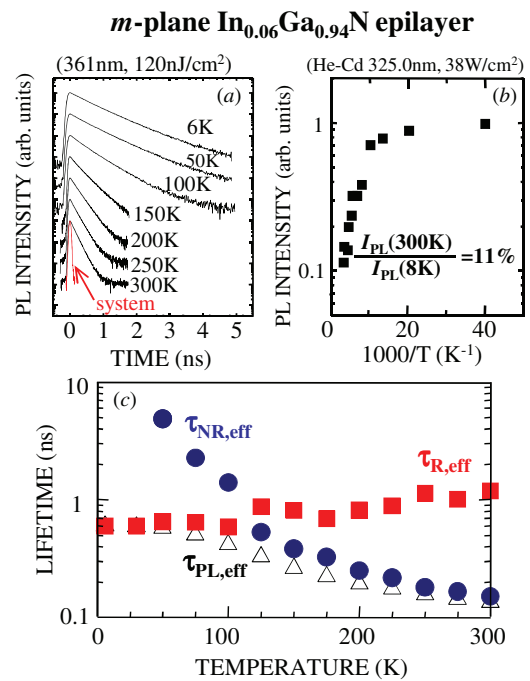 m-plane In0.06Ga0.94N epilayer
(361nm, 120nJ/cm²)
(He-Cd 325.0nm, 38W/cm²)
PL INTENSITY (arb. units)
(a)
6K
50K
100K
150K
200K
250K
300K
system
0 1 2 3 4 5
TIME (ns)
PL INTENSITY (arb. units)
(b)
1
0.1
IPL(300K)
IPL(8K)
=11%
0 20 40
1000/T (K⁻¹)
LIFETIME (ns)
(c)
10
1
0.1
τNR,eff
τR,eff
τPL,eff
0 50 100 150 200 250 300
TEMPERATURE (K)